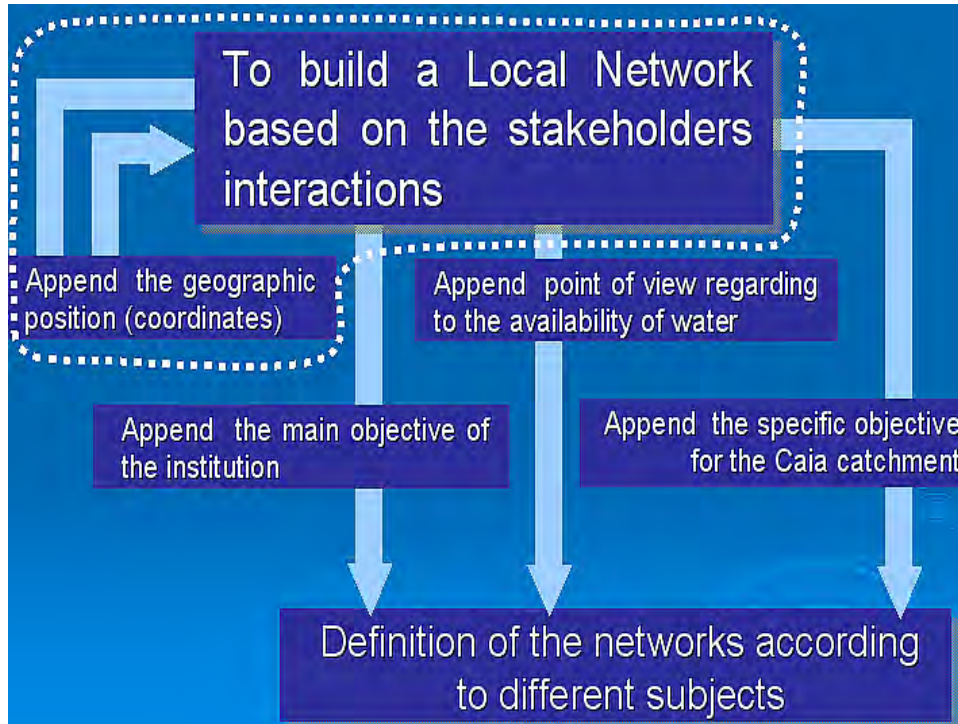 To build a Local Network
based on the stakeholders
interactions
Append the geographic
position (coordinates)
Append point of view regarding
to the availability of water
Append the main objective of
the institution
Append the specific objective
for the Caia catchment
Definition of the networks according
to different subjects